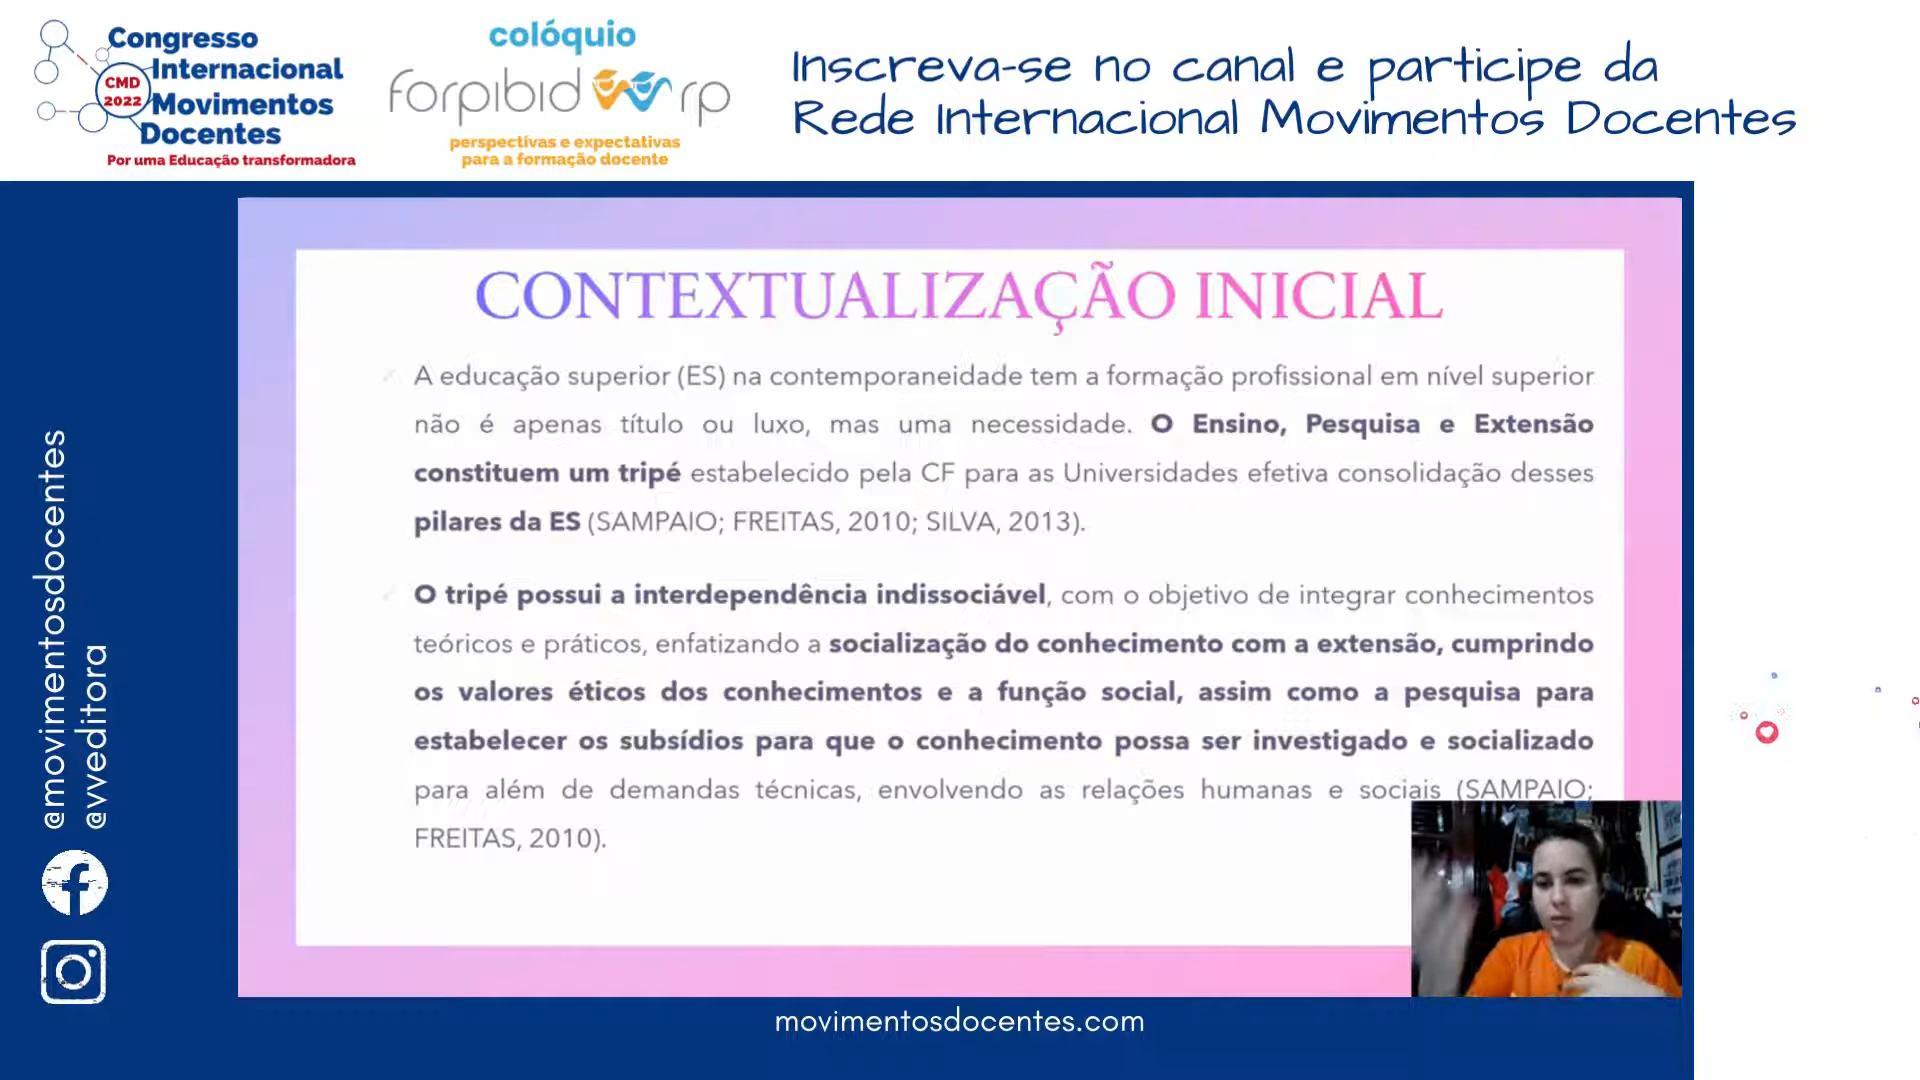 Congresso
Internacional
CMD
2022
Movimentos
Docentes
Por uma Educação transformadora
colóquio
forpibid rp
perspectivas e expectativas
para a formação docente
Inscreva-se no canal e participe da
Rede Internacional Movimentos Docentes
CONTEXTUALIZAÇÃO INICIAL
A educação superior (ES) na contemporaneidade tem a formação profissional em nível superior
não é apenas título ou luxo, mas uma necessidade. O Ensino, Pesquisa e Extensão
constituem um tripé estabelecido pela CF para as Universidades efetiva consolidação desses
pilares da ES (SAMPAIO; FREITAS, 2010; SILVA, 2013).
O tripé possui a interdependência indissociável, com o objetivo de integrar conhecimentos
teóricos e práticos, enfatizando a socialização do conhecimento com a extensão, cumprindo
os valores éticos dos conhecimentos e a função social, assim como a pesquisa para
estabelecer os subsídios para que o conhecimento possa ser investigado e socializado
para além de demandas técnicas, envolvendo as relações humanas e sociais (SAMPAIO;
FREITAS, 2010).
@movimentosdocentes
@vveditora
movimentosdocentes.com